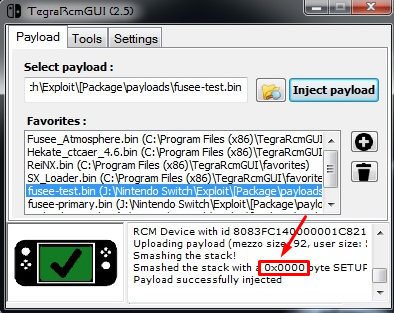 TegraRcmGUI (2.5)
Payload
Tools
Settings
Select payload :
:h\Exploit\[Package\payloads\fusee-test.bin
Inject payload
Favorites :
Fusee_Atmosphere.bin (C:\Program Files (x86)\TegraRcmGUI
Hekate_ctcaer_4.6.bin (C:\Program Files (x86)\TegraRcmGUI
ReiNX.bin (C:\Program Files (x86)\TegraRcmGUI\favorites)
SX_Loader.bin (C:\Program Files (x86)\TegraRcmGUI\favorite
fusee-test.bin (J:\Nintendo Switch\Exploit\[Package\payloads
fusee-primary.bin (J:\Nintendo Switch\Exploit\[Package\paylo
RCM Device with id 8083FC140000001C821
Uploading payload (mezzo size: 92, user size:
Smashing the stack!
Smashed the stack with a 0x0000 byte SETUP
Payload successfully injected